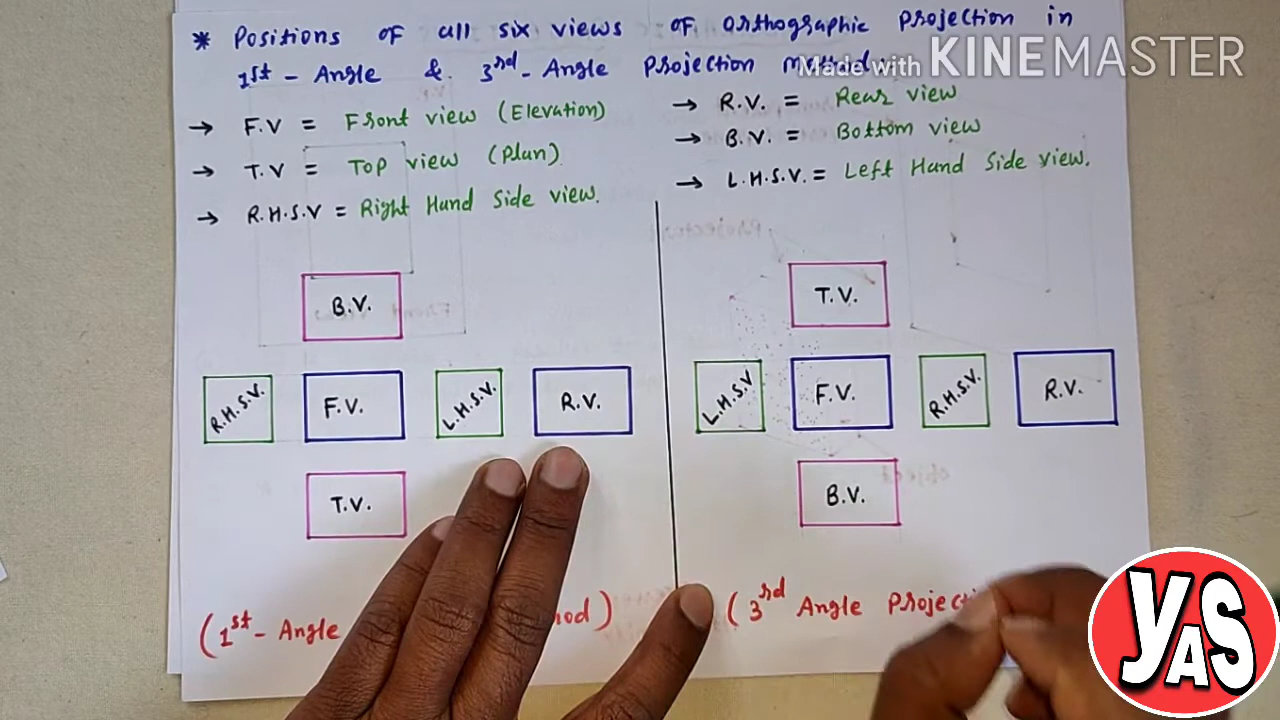 * Positions of all six views of orthographic projection in
1st - Angle & 3rd - Angle Projection method.
Made with KINEMASTER
→ F.V = Front view (Elevation)
→ T.V = Top view (Plan)
→ R.H.S.V = Right Hand Side view.
→ R.V. = Rear view
→ B.V. = Bottom view
→ L.H.S.V. = Left Hand Side view.
B.V.
R.H.S.V. F.V. L.H.S.V. R.V.
T.V.
(1st - Angle
T.V.
L.H.S.V F.V. R.H.S.V. R.V.
B.V.
(3rd Angle
YAS